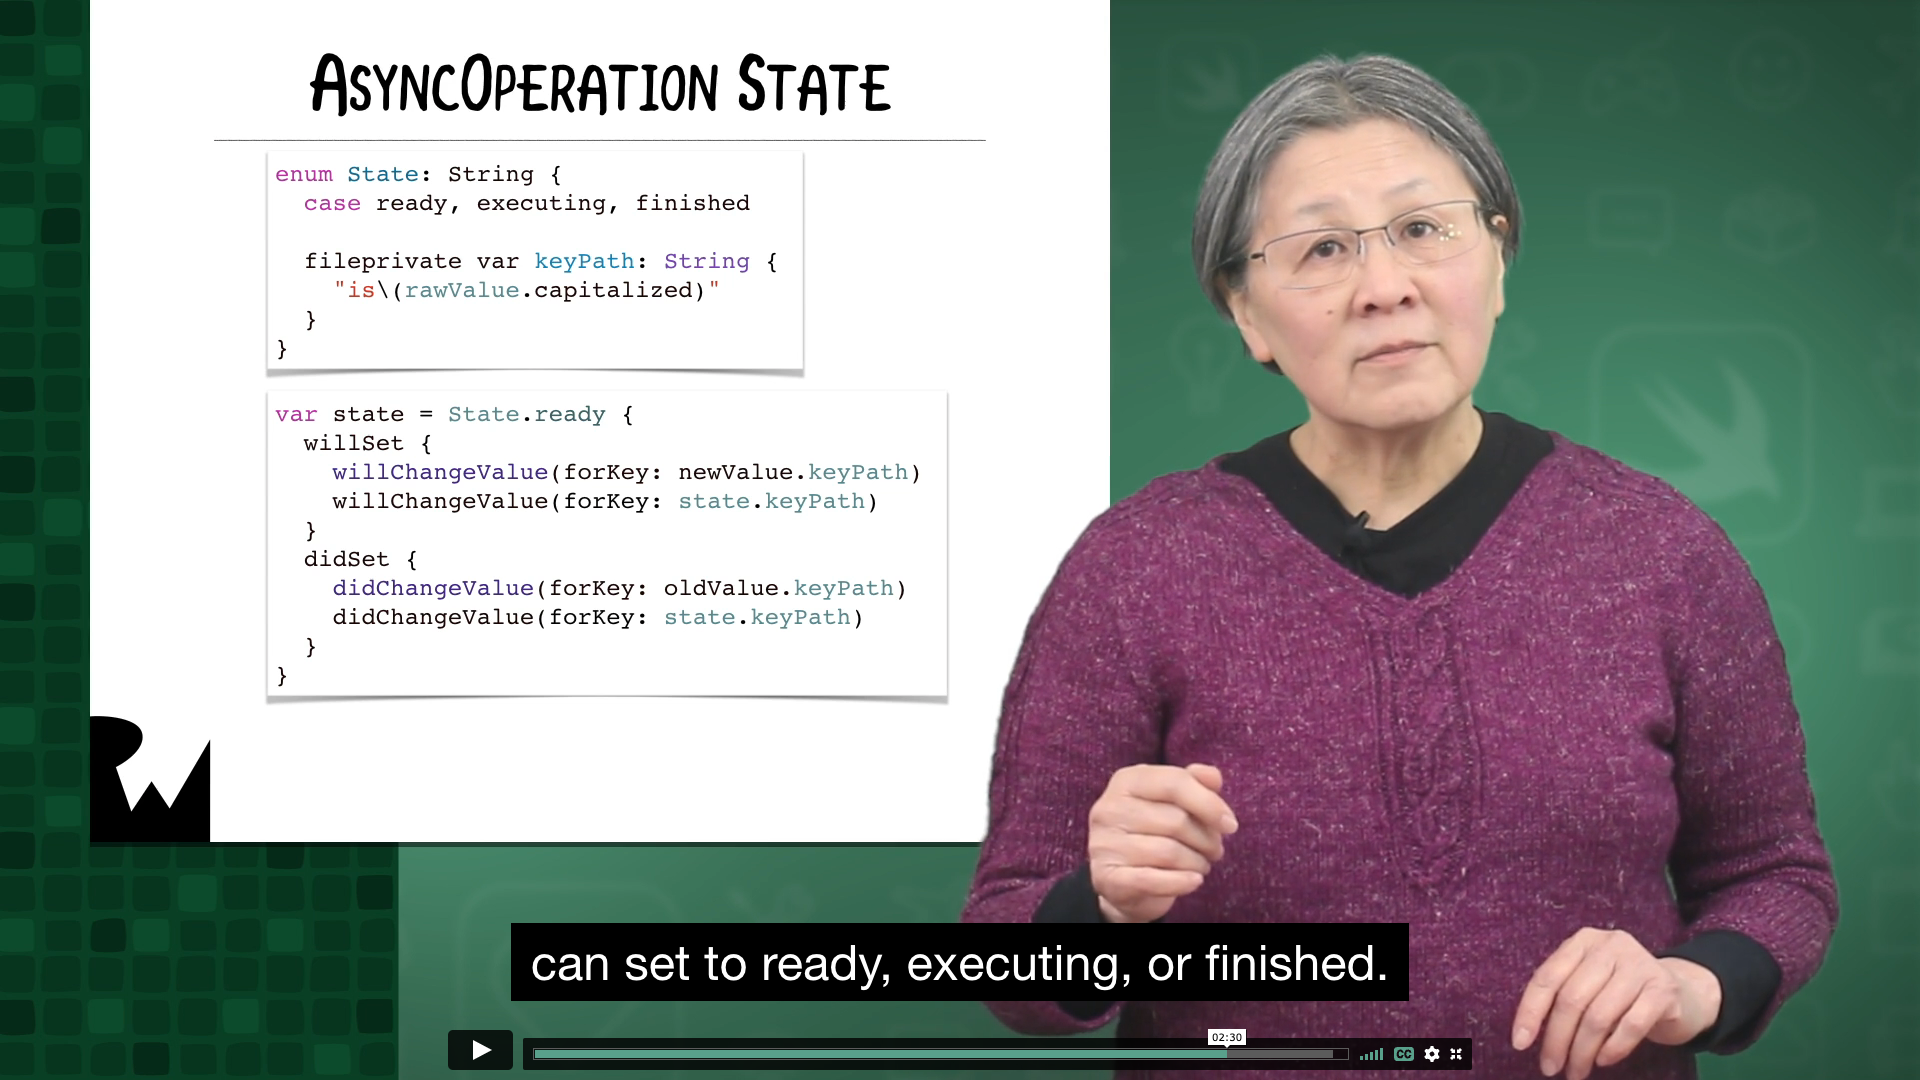 AsyncOperation State
enum State: String {
  case ready, executing, finished

  fileprivate var keyPath: String {
    "is\(rawValue.capitalized)"
  }
}
var state = State.ready {
  willSet {
    willChangeValue(forKey: newValue.keyPath)
    willChangeValue(forKey: state.keyPath)
  }
  didSet {
    didChangeValue(forKey: oldValue.keyPath)
    didChangeValue(forKey: state.keyPath)
  }
}
RW
can set to ready, executing, or finished.
02:30
CC